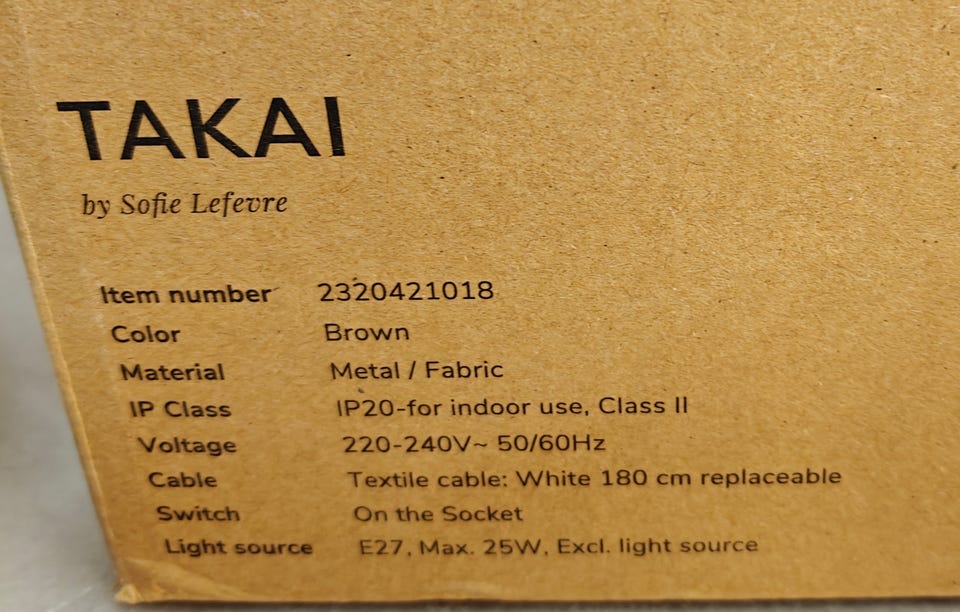 TAKAI
by Sofie Lefevre
Item number 2320421018
Color Brown
Material Metal / Fabric
IP Class IP20-for indoor use, Class II
Voltage 220-240V~ 50/60Hz
Cable Textile cable: White 180 cm replaceable
Switch On the Socket
Light source E27, Max. 25W, Excl. light source